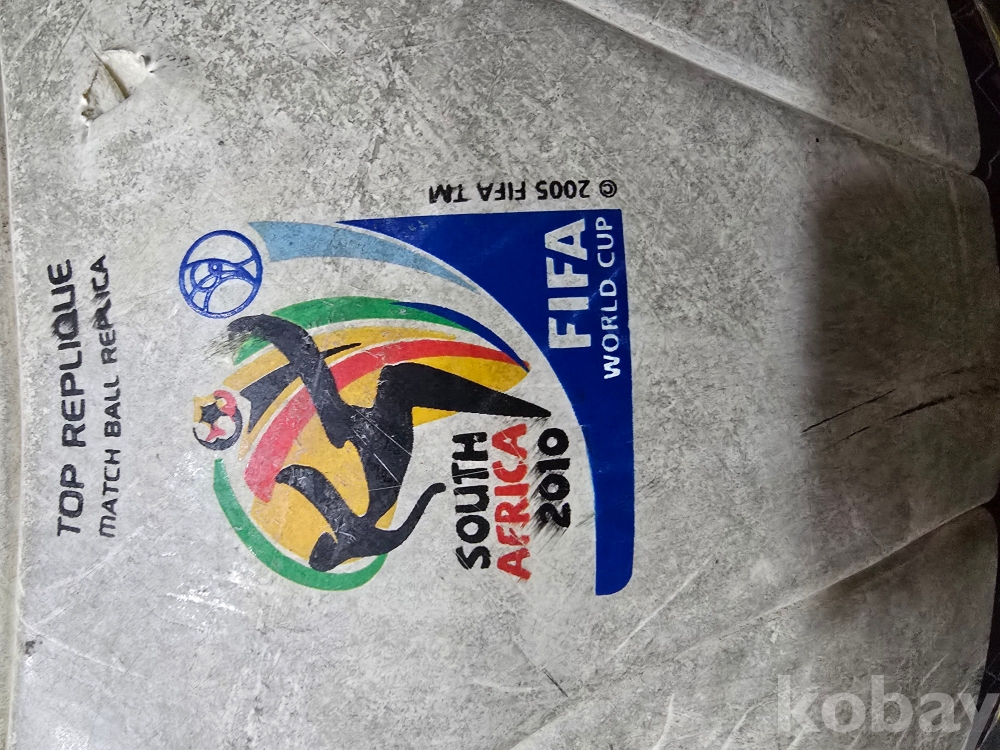 TOP REPLIQUE
MATCH BALL REPLICA
SOUTH
AFRICA
2010
FIFA
WORLD CUP
© 2005 FIFA TM
kobay